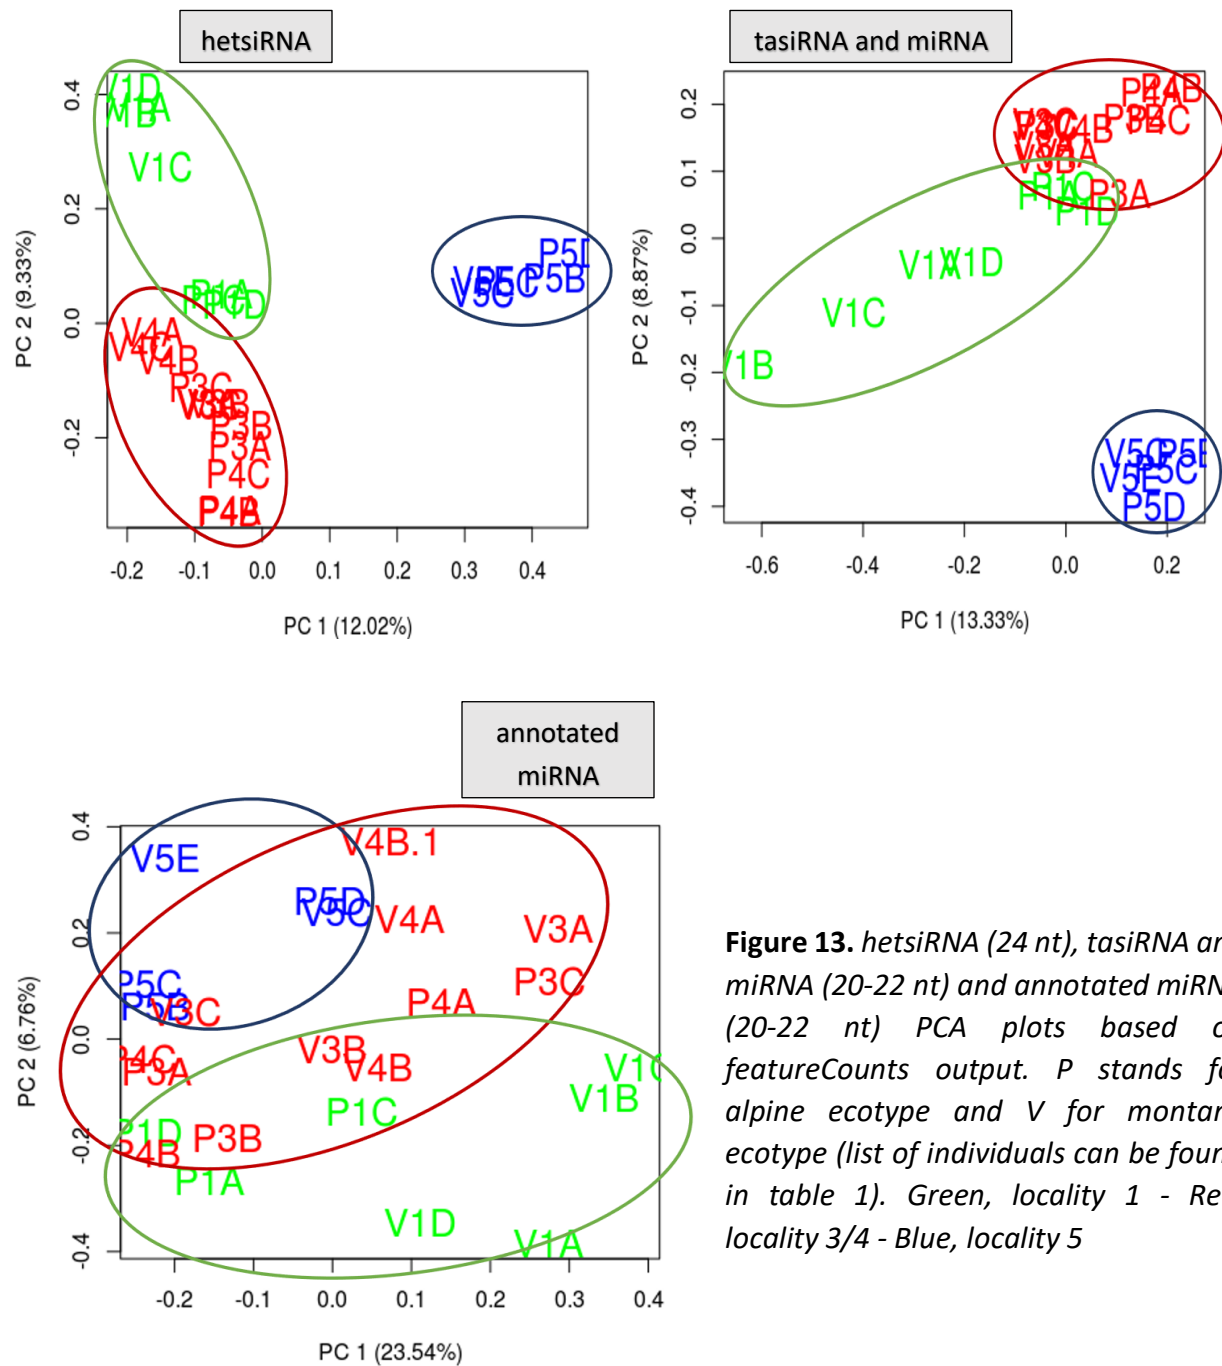 hetsiRNA
PC 2 (9.33%)
0.4
0.2
0.0
-0.2
V1C
P1A
V4A
V4C
V4B
P3C
P3B
P3A
P4C
P4B
V5C
P5B
-0.2 -0.1 0.0 0.1 0.2 0.3 0.4
PC 1 (12.02%)
tasiRNA and miRNA
PC 2 (8.87%)
0.2
0.1
0.0
-0.1
-0.2
-0.3
-0.4
P4C
V4B
V3B
P1C
P3A
P1D
V1A
V1D
V1C
V1B
V5C
P5C
V5E
P5D
-0.6 -0.4 -0.2 0.0 0.2
PC 1 (13.33%)
annotated
miRNA
PC 2 (6.76%)
0.4
0.2
0.0
-0.2
-0.4
V4B.1
V5E
P5D
V5C
V4A
V3A
P5C
P3C
P5B
V3C
P4A
V3B
P4C
P3A
V4B
V1C
V1B
P1C
P1D
P3B
P4B
P1A
V1D
V1A
-0.2 -0.1 0.0 0.1 0.2 0.3 0.4
PC 1 (23.54%)
Figure 13. hetsiRNA (24 nt), tasiRNA an
miRNA (20-22 nt) and annotated miRN
(20-22 nt) PCA plots based o
featureCounts output. P stands fo
alpine ecotype and V for montan
ecotype (list of individuals can be foun
in table 1). Green, locality 1 - Re
locality 3/4 - Blue, locality 5